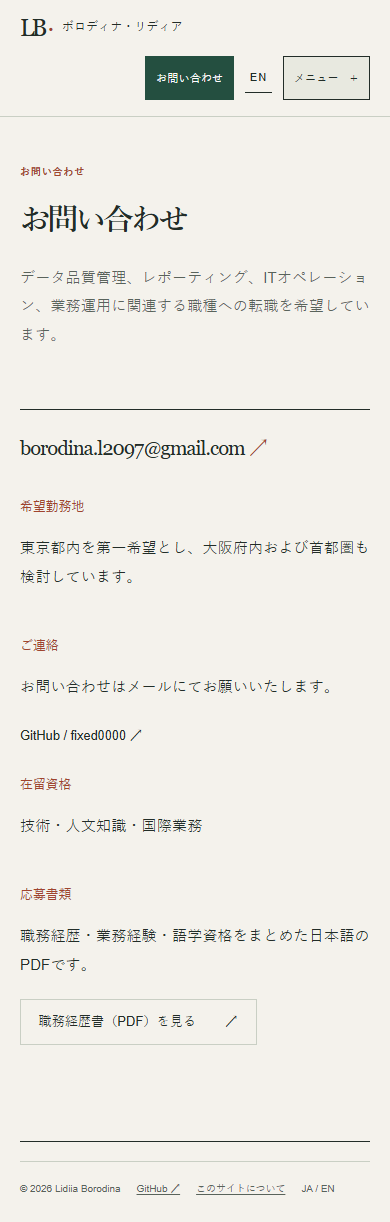 LB・ ボロディナ・リディア
お問い合わせ EN メニュー +
お問い合わせ
お問い合わせ
データ品質管理、レポーティング、ITオペレーショ
ン、業務運用に関連する職種への転職を希望してい
ます。
borodina.l2097@gmail.com ↗
希望勤務地
東京都内を第一希望とし、大阪府内および首都圏も
検討しています。
ご連絡
お問い合わせはメールにてお願いいたします。
GitHub / fixed0000 ↗
在留資格
技術・人文知識・国際業務
応募書類
職務経歴・業務経験・語学資格をまとめた日本語の
PDFです。
職務経歴書（PDF）を見る ↗
© 2026 Lidiia Borodina GitHub ↗ このサイトについて JA / EN